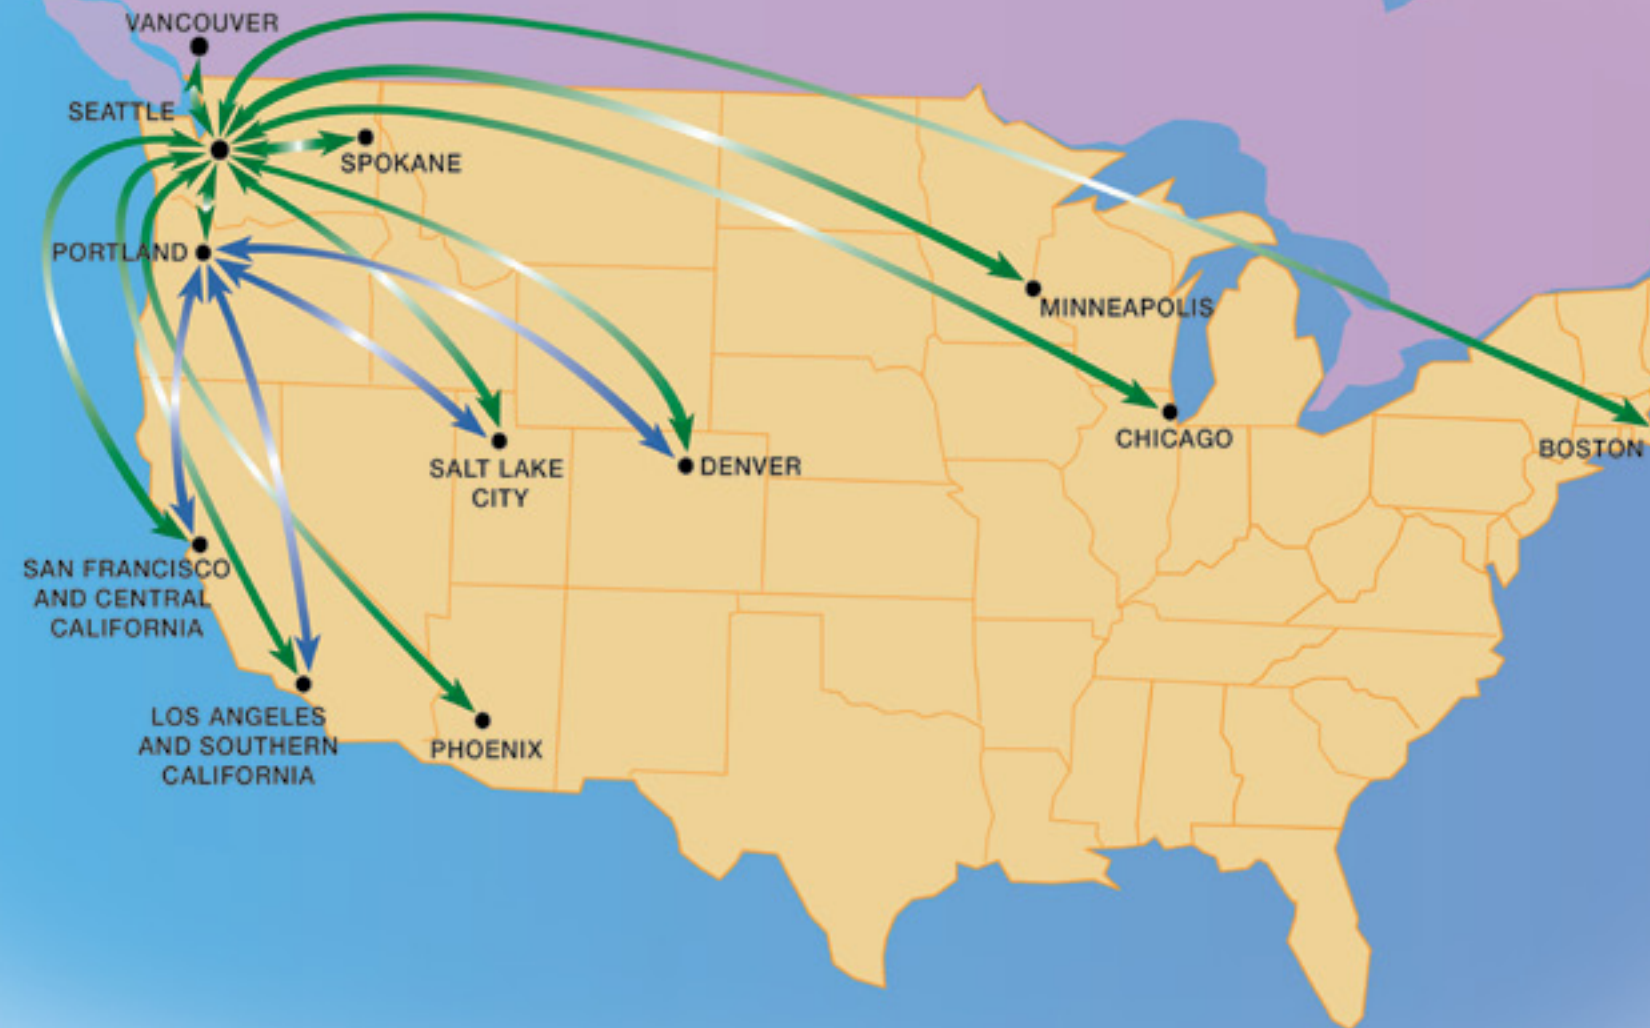 VANCOUVER
SEATTLE
SPOKANE
PORTLAND
MINNEAPOLIS
CHICAGO
BOSTON
SALT LAKE
CITY
DENVER
SAN FRANCISCO
AND CENTRAL
CALIFORNIA
LOS ANGELES
AND SOUTHERN
CALIFORNIA
PHOENIX